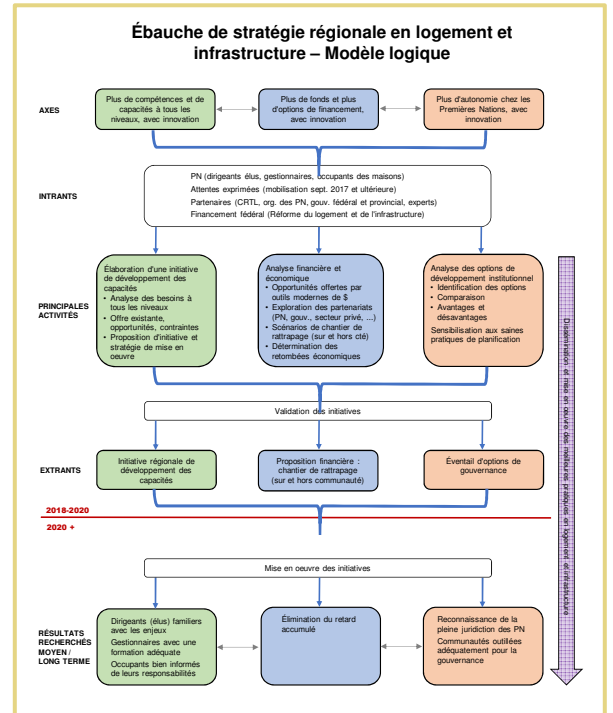 Ébauche de stratégie régionale en logement et
infrastructure – Modèle logique
AXES
Plus de compétences et de
capacités à tous les
niveaux, avec innovation
Plus de fonds et plus
d'options de financement,
avec innovation
Plus d'autonomie chez les
Premières Nations, avec
innovation
INTRANTS
PN (dirigeants élus, gestionnaires, occupants des maisons)
Attentes exprimées (mobilisation sept. 2017 et ultérieure)
Partenaires (CRTL, org. des PN, gouv. fédéral et provincial, experts)
Financement fédéral (Réforme du logement et de l'infrastructure)
PRINCIPALES
ACTIVITÉS
Élaboration d'une initiative de
développement des
capacités
• Analyse des besoins à
tous les niveaux
• Offre existante,
opportunités, contraintes
• Proposition d'initiative et
stratégie de mise en
oeuvre
Analyse financière et
économique
• Opportunités offertes par
outils modernes de $
• Exploration des partenariats
(PN, gouv., secteur privé, ...)
• Scénarios de chantier de
rattrapage (sur et hors cté)
• Détermination des
retombées économiques
Analyse des options de
développement institutionnel
• Identification des options
• Comparaison
• Avantages et
désavantages
Sensibilisation aux saines
pratiques de planification
Validation des initiatives
EXTRANTS
Initiative régionale de
développement des
capacités
Proposition financière :
chantier de rattrapage
(sur et hors communauté)
Éventail d'options de
gouvernance
2018-2020
2020 +
Mise en oeuvre des initiatives
RÉSULTATS
RECHERCHÉS
MOYEN /
LONG TERME
Dirigeants (élus) familiers
avec les enjeux
Gestionnaires avec une
formation adéquate
Occupants bien informés
de leurs responsabilités
Élimination du retard
accumulé
Reconnaissance de la
pleine juridiction des PN
Communautés outillées
adéquatement pour la
gouvernance
Dissémination et mise en oeuvre des meilleures pratiques en logement et infrastructure